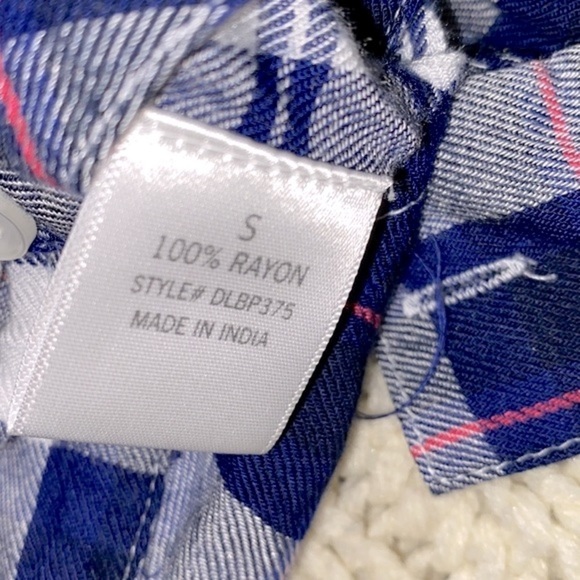 S
100% RAYON
STYLE# DLBP375
MADE IN INDIA